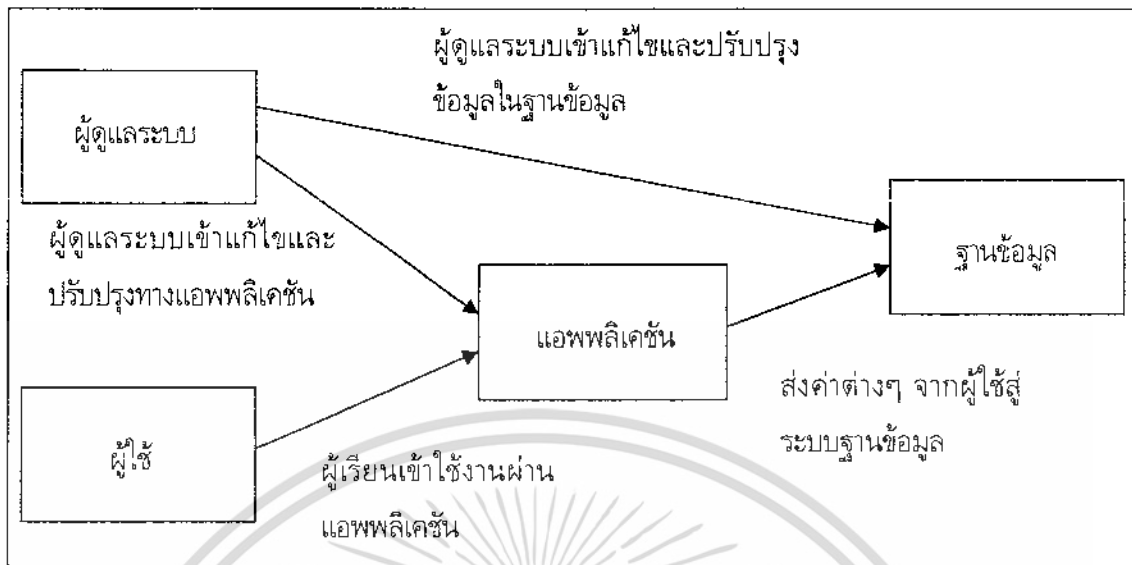 ผู้ดูแลระบบเข้าแก้ไขและปรับปรุง
ข้อมูลในฐานข้อมูล
ผู้ดูแลระบบ
ผู้ดูแลระบบเข้าแก้ไขและ
ปรับปรุงทางแอพพลิเคชัน
ฐานข้อมูล
แอพพลิเคชัน
ส่งค่าต่างๆ จากผู้ใช้สู่
ระบบฐานข้อมูล
ผู้ใช้
ผู้เรียนเข้าใช้งานผ่าน
แอพพลิเคชัน